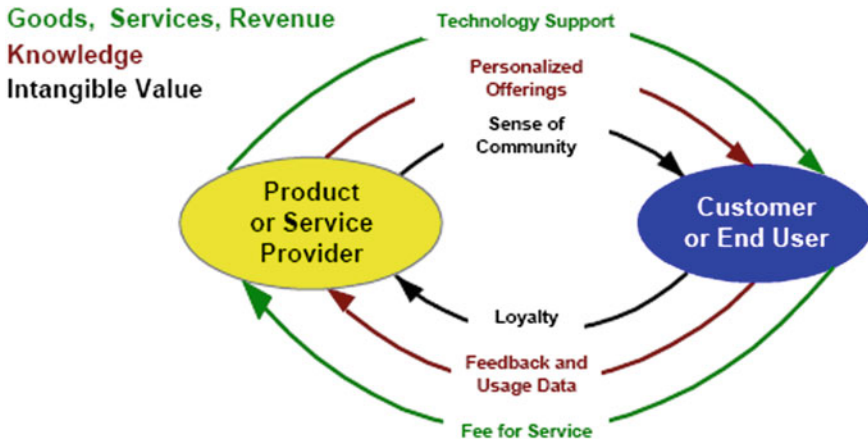 Goods, Services, Revenue
Knowledge
Intangible Value
Technology Support
Personalized
Offerings
Sense of
Community
Product
or Service
Provider
Customer
or End User
Loyalty
Feedback and
Usage Data
Fee for Service